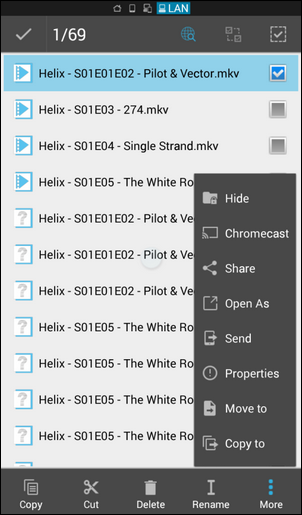 LAN
1/69
Helix - S01E01E02 - Pilot & Vector.mkv
Helix - S01E03 - 274.mkv
Helix - S01E04 - Single Strand.mkv
Helix - S01E05 - The White Ro
Helix - S01E01E02 - Pilot & Ve
Helix - S01E01E02 - Pilot & Ve
Helix - S01E01E02 - Pilot & Vec
Helix - S01E05 - The White Ro
Helix - S01E05 - The White Ro
Helix - S01E05 - The White Ro
Helix - S01E05 - The White Ro
Hide
Chromecast
Share
Open As
Send
Properties
Move to
Copy to
Copy
Cut
Delete
Rename
More